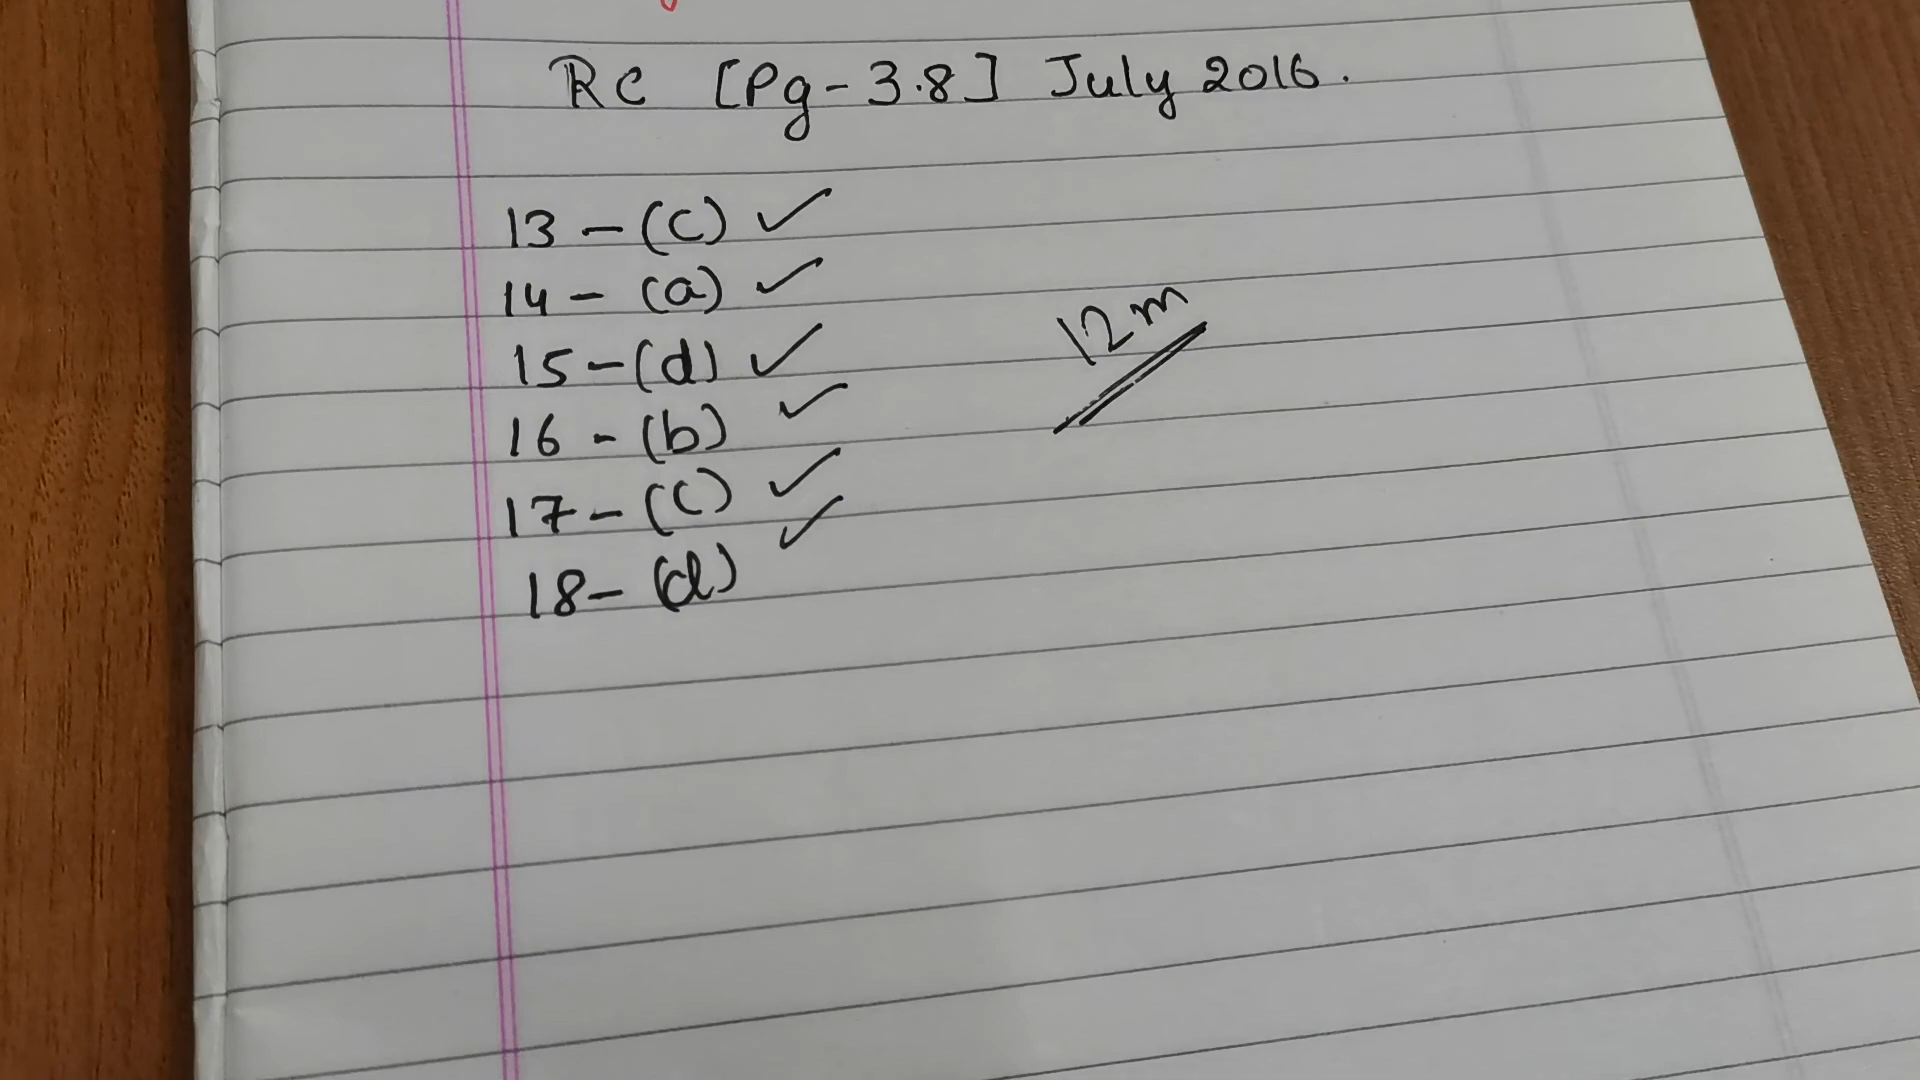 RC [Pg-3.8] July 2016.
13 - (c) ✓
14 - (a) ✓
15 - (d) ✓
16 - (b) ✓
17 - (c) ✓
18 - (d) ✓
12m